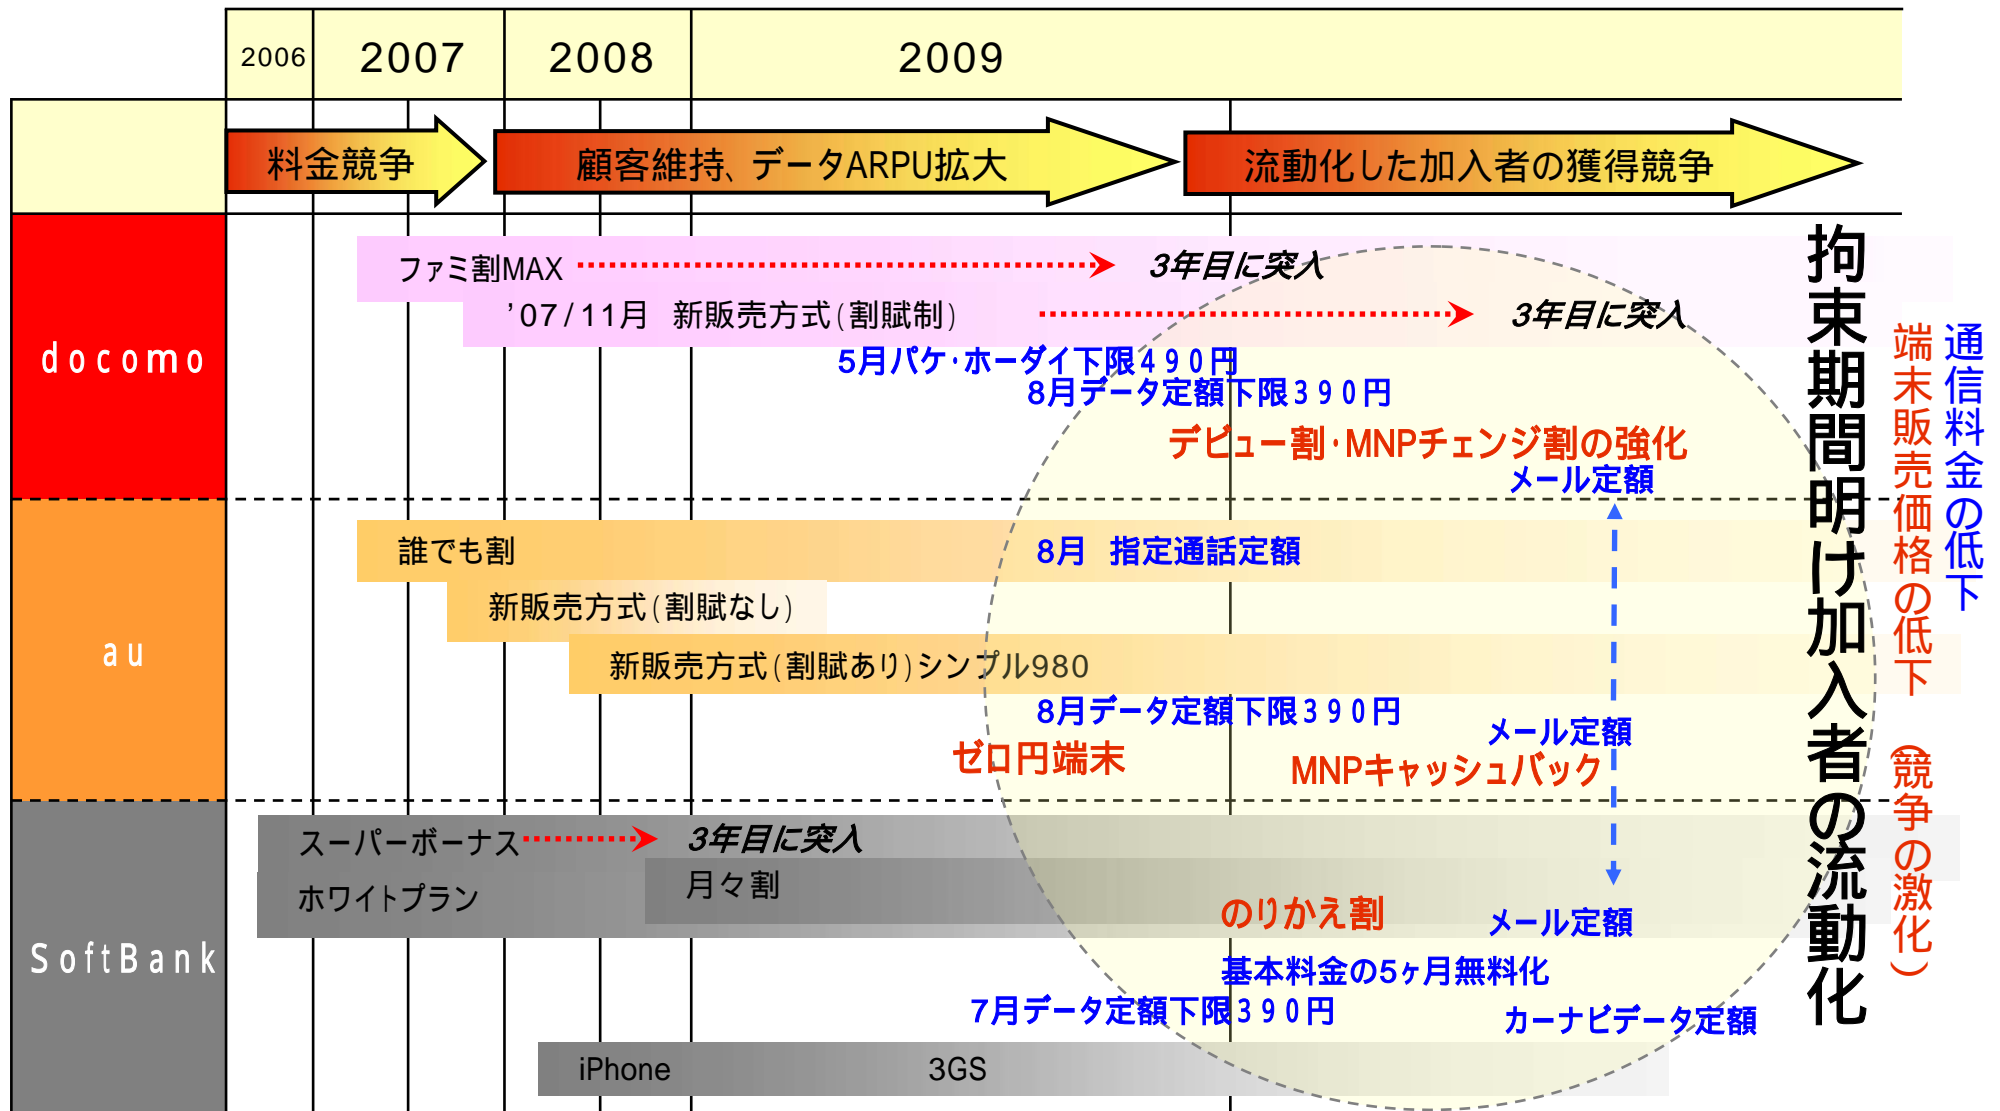 2006
2007
2008
2009
料金競争
顧客維持、データARPU拡大
流動化した加入者の獲得競争
docomo
ファミ割MAX
3年目に突入
’07/11月 新販売方式(割賦制)
3年目に突入
5月パケ・ホーダイ下限490円
8月データ定額下限390円
デビュー割・MNPチェンジ割の強化
メール定額
au
誰でも割
8月 指定通話定額
新販売方式(割賦なし)
新販売方式(割賦あり)シンプル980
8月データ定額下限390円
メール定額
ゼロ円端末
MNPキャッシュバック
SoftBank
スーパーボーナス
3年目に突入
月々割
ホワイトプラン
のりかえ割
メール定額
基本料金の5ヶ月無料化
7月データ定額下限390円
カーナビデータ定額
iPhone
3GS
拘束期間明け加入者の流動化
通信料金の低下
端末販売価格の低下 (競争の激化)